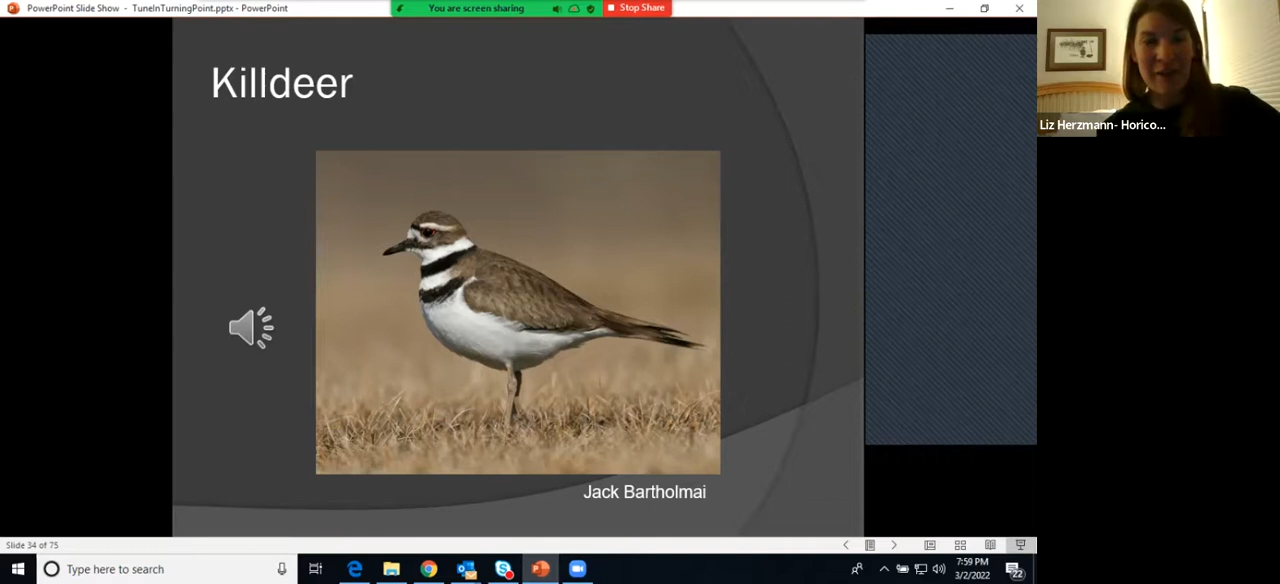 PowerPoint Slide Show - TuneInTurningPoint.pptx - PowerPoint
You are screen sharing
Stop Share
Killdeer
Liz Herzmann- Horico...
Jack Bartholmai
Slide 34 of 75
Type here to search
7:59 PM
3/2/2022
22